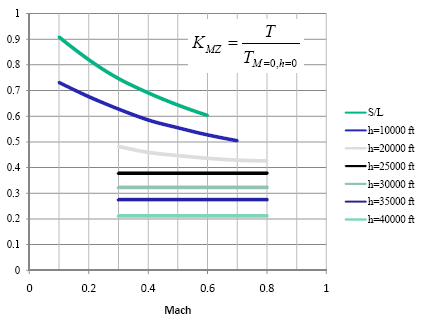 1
0.9
0.8
0.7
0.6
0.5
0.4
0.3
0.2
0.1
0
K_MZ = T / T_M=0,h=0
S/L
h=10000 ft
h=20000 ft
h=25000 ft
h=30000 ft
h=35000 ft
h=40000 ft
0 0.2 0.4 0.6 0.8 1
Mach